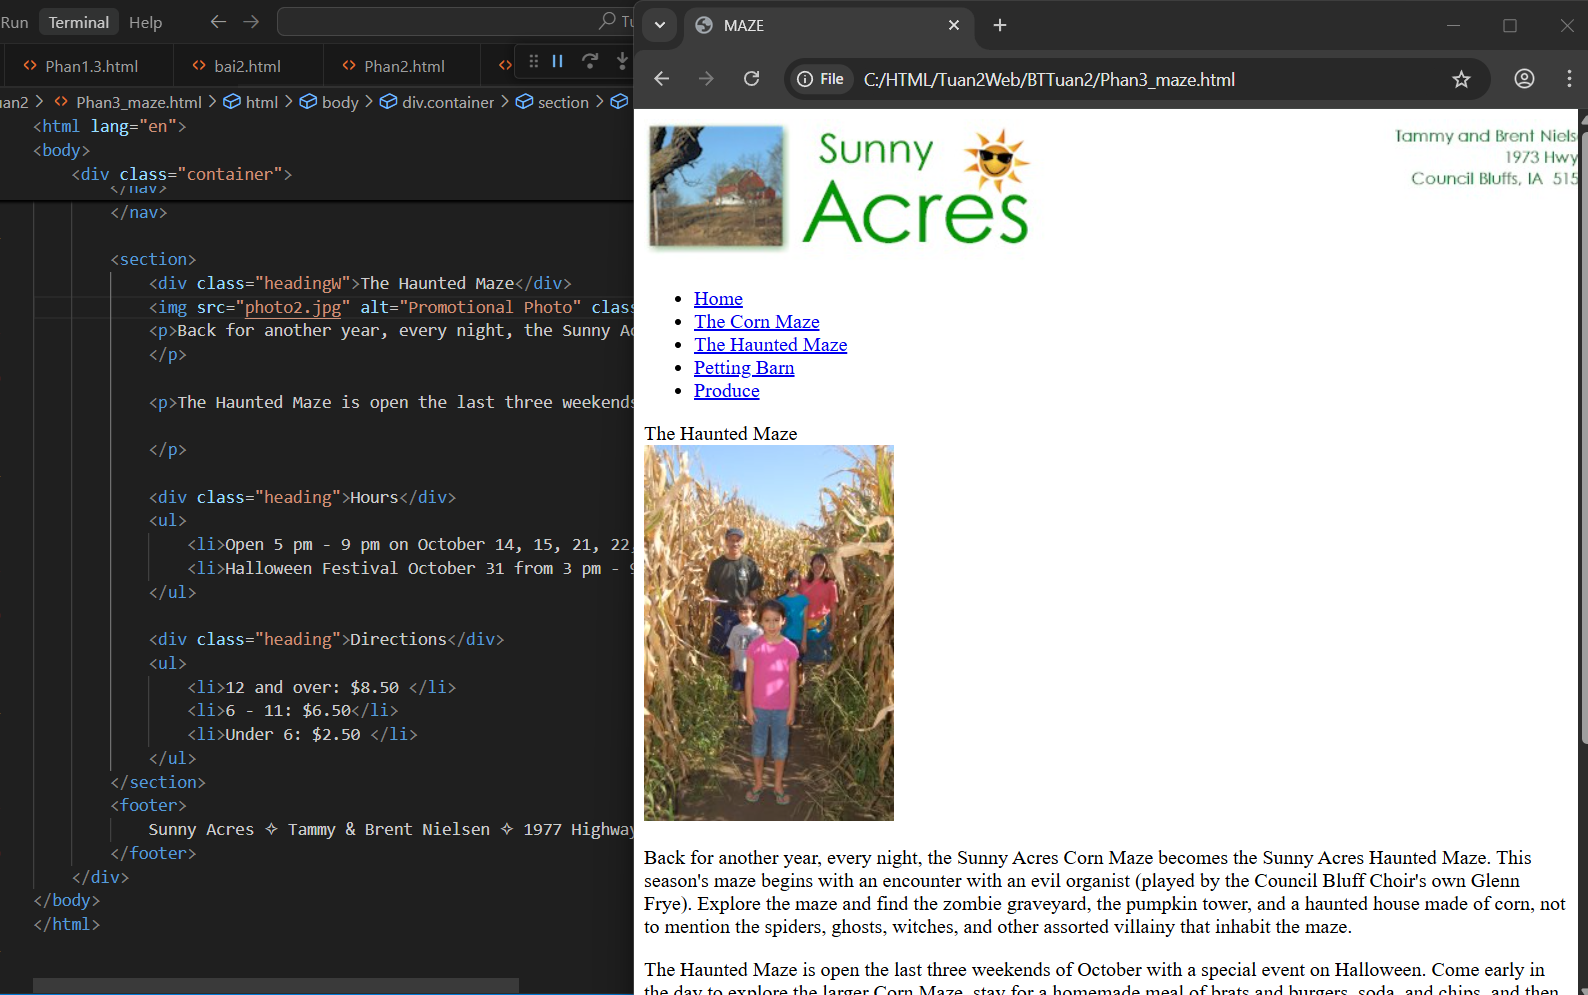 Run Terminal Help
Phan1.3.html bai2.html Phan2.html
Phan3_maze.html > html > body > div.container > section >
<html lang="en">
<body>
<div class="container">
</nav>
</nav>
<section>
<div class="headingW">The Haunted Maze</div>
<img src="photo2.jpg" alt="Promotional Photo"
<p>Back for another year, every night, the Sunny
</p>
<p>The Haunted Maze is open the last three weekends
</p>
<div class="heading">Hours</div>
<ul>
<li>Open 5 pm - 9 pm on October 14, 15, 21, 22,
<li>Halloween Festival October 31 from 3 pm -
</ul>
<div class="heading">Directions</div>
<ul>
<li>12 and over: $8.50 </li>
<li>6 - 11: $6.50</li>
<li>Under 6: $2.50 </li>
</ul>
</section>
<footer>
Sunny Acres ✧ Tammy & Brent Nielsen ✧ 1977 Highway
</footer>
</div>
</body>
</html>
MAZE
File C:/HTML/Tuan2Web/BTTuan2/Phan3_maze.html
Sunny
Acres
Tammy and Brent Niels
1973 Hwy
Council Bluffs, IA 515
• Home
• The Corn Maze
• The Haunted Maze
• Petting Barn
• Produce
The Haunted Maze
Back for another year, every night, the Sunny Acres Corn Maze becomes the Sunny Acres Haunted Maze. This
season's maze begins with an encounter with an evil organist (played by the Council Bluff Choir's own Glenn
Frye). Explore the maze and find the zombie graveyard, the pumpkin tower, and a haunted house made of corn, not
to mention the spiders, ghosts, witches, and other assorted villainy that inhabit the maze.
The Haunted Maze is open the last three weekends of October with a special event on Halloween. Come early in
the day to explore the larger Corn Maze, stay for a homemade meal of brats and burgers, soda, and chips, and then